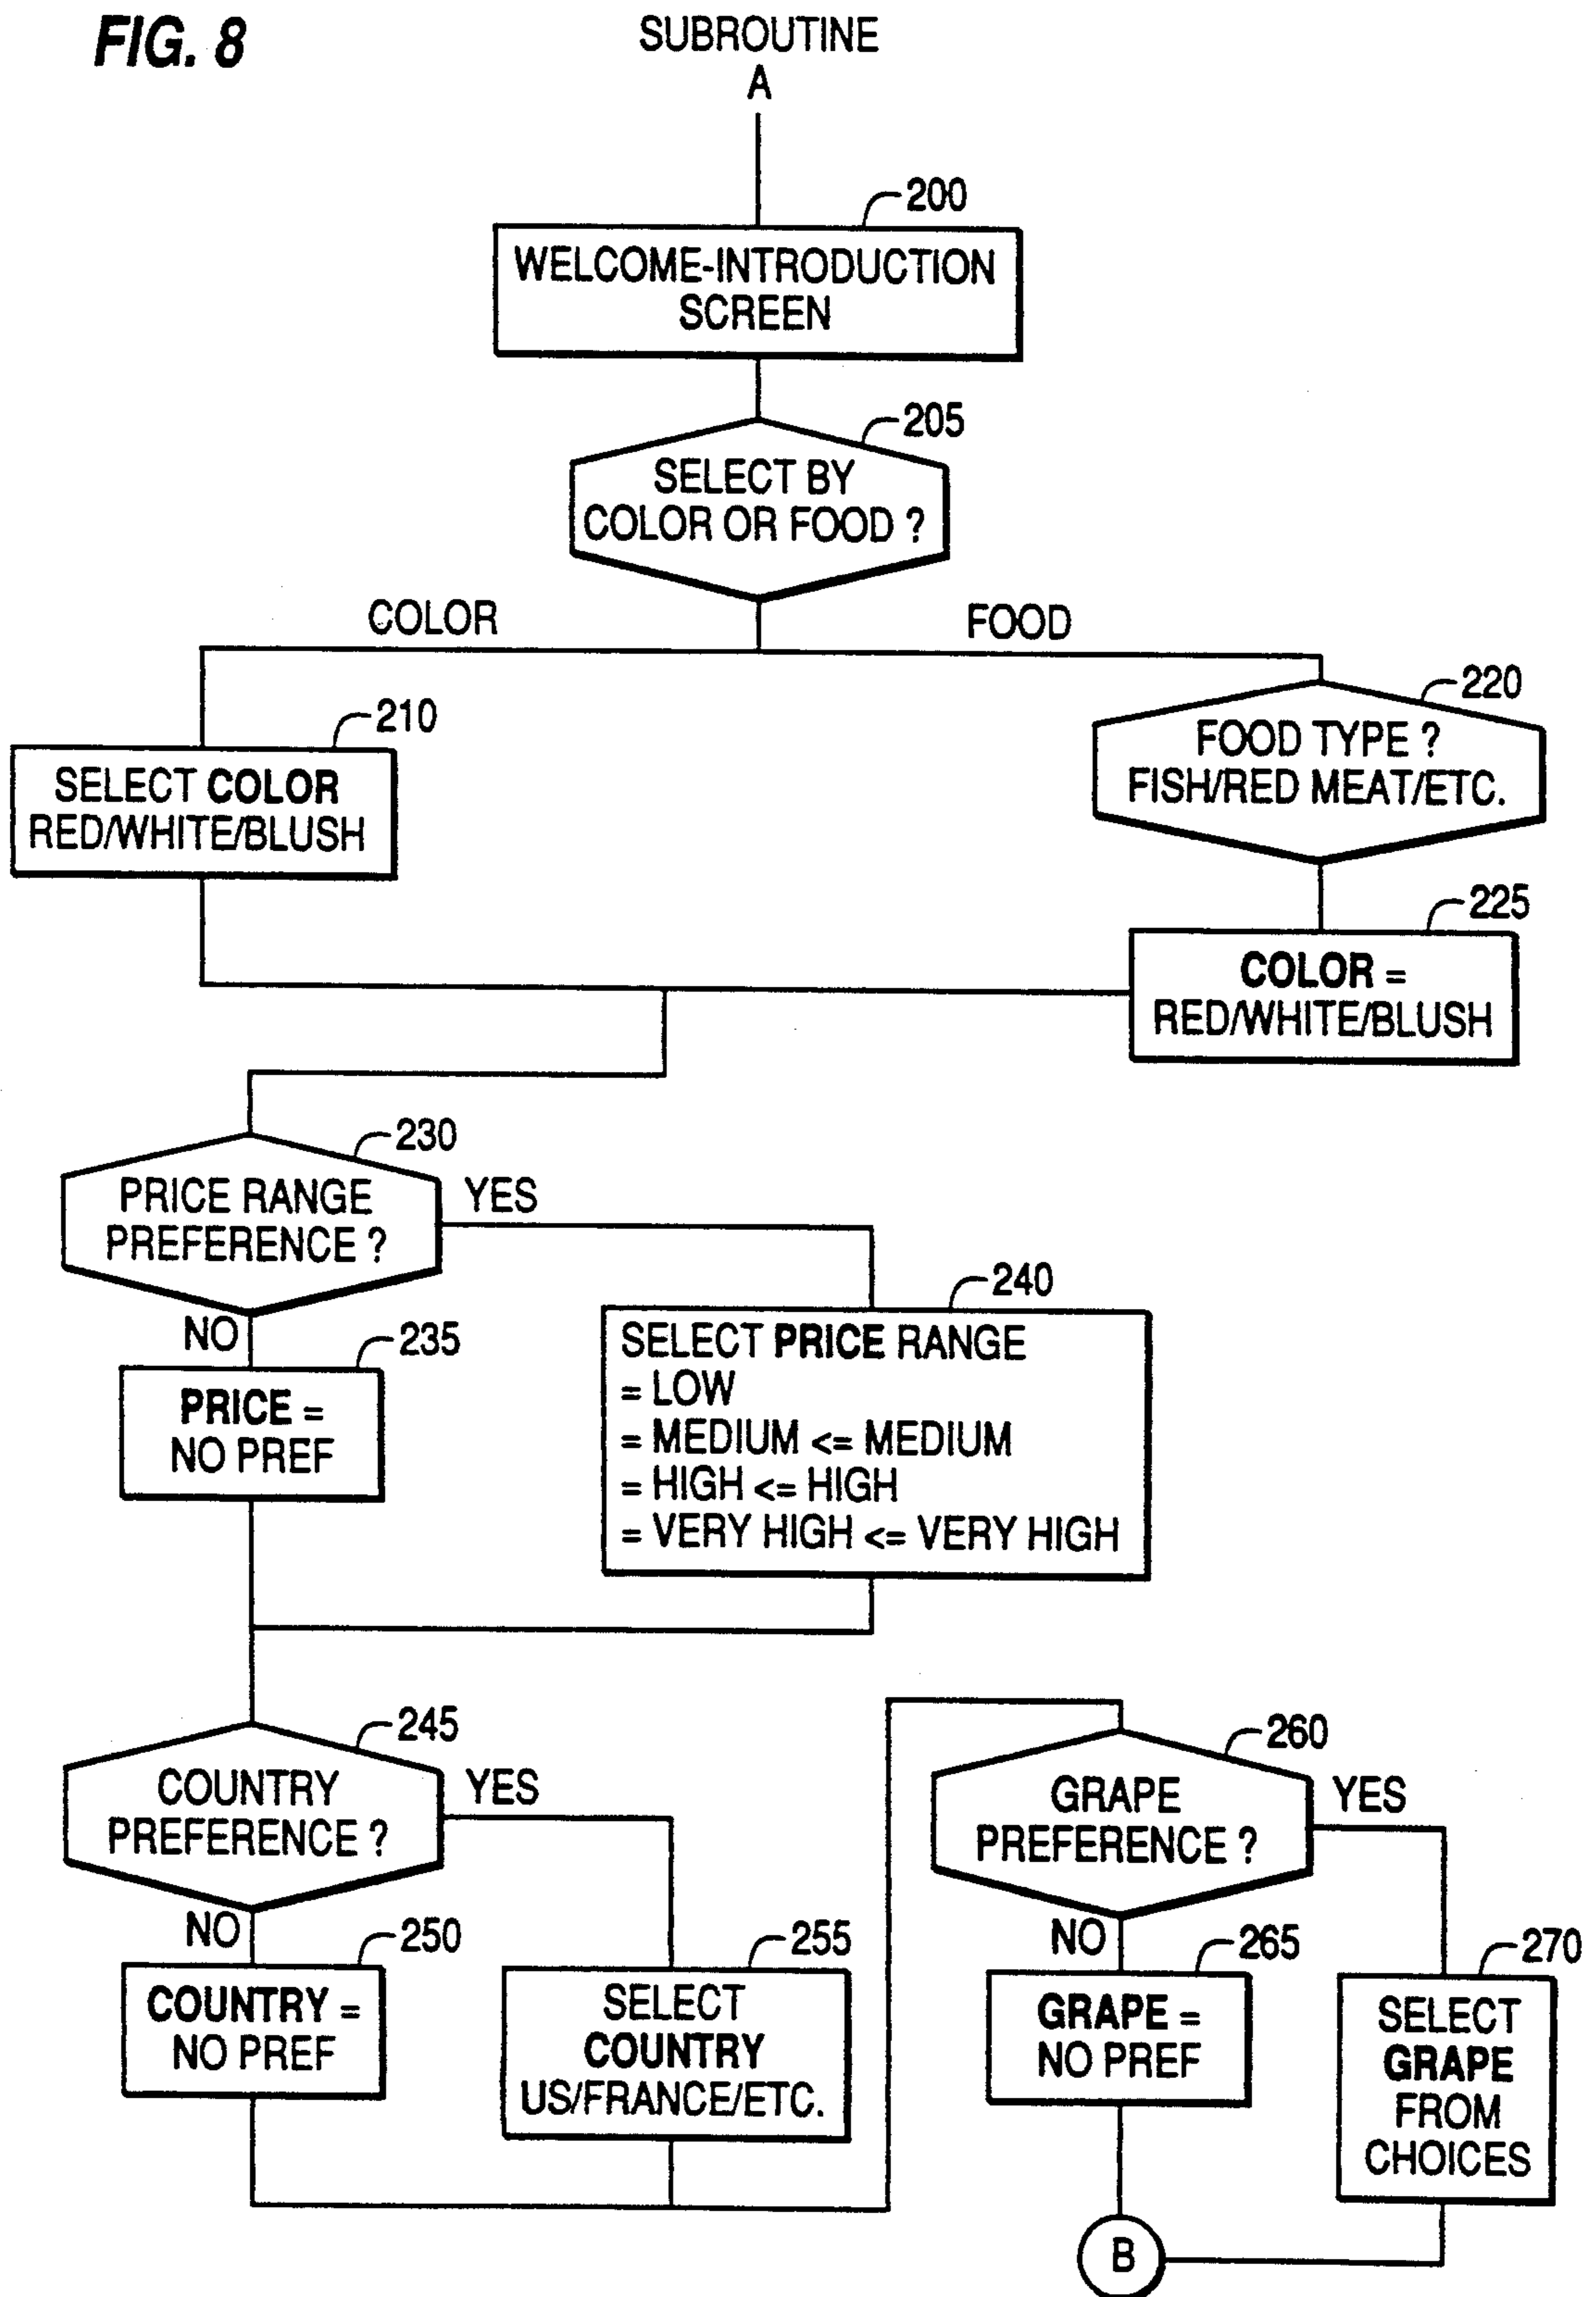 FIG. 8
SUBROUTINE
A
200
WELCOME-INTRODUCTION
SCREEN
205
SELECT BY
COLOR OR FOOD ?
COLOR
FOOD
210
SELECT COLOR
RED/WHITE/BLUSH
220
FOOD TYPE ?
FISH/RED MEAT/ETC.
225
COLOR =
RED/WHITE/BLUSH
230
PRICE RANGE
PREFERENCE ?
YES
NO
235
PRICE =
NO PREF
240
SELECT PRICE RANGE
= LOW
= MEDIUM <= MEDIUM
= HIGH <= HIGH
= VERY HIGH <= VERY HIGH
245
COUNTRY
PREFERENCE ?
YES
NO
250
COUNTRY =
NO PREF
255
SELECT
COUNTRY
US/FRANCE/ETC.
260
GRAPE
PREFERENCE ?
YES
NO
265
GRAPE =
NO PREF
270
SELECT
GRAPE
FROM
CHOICES
B